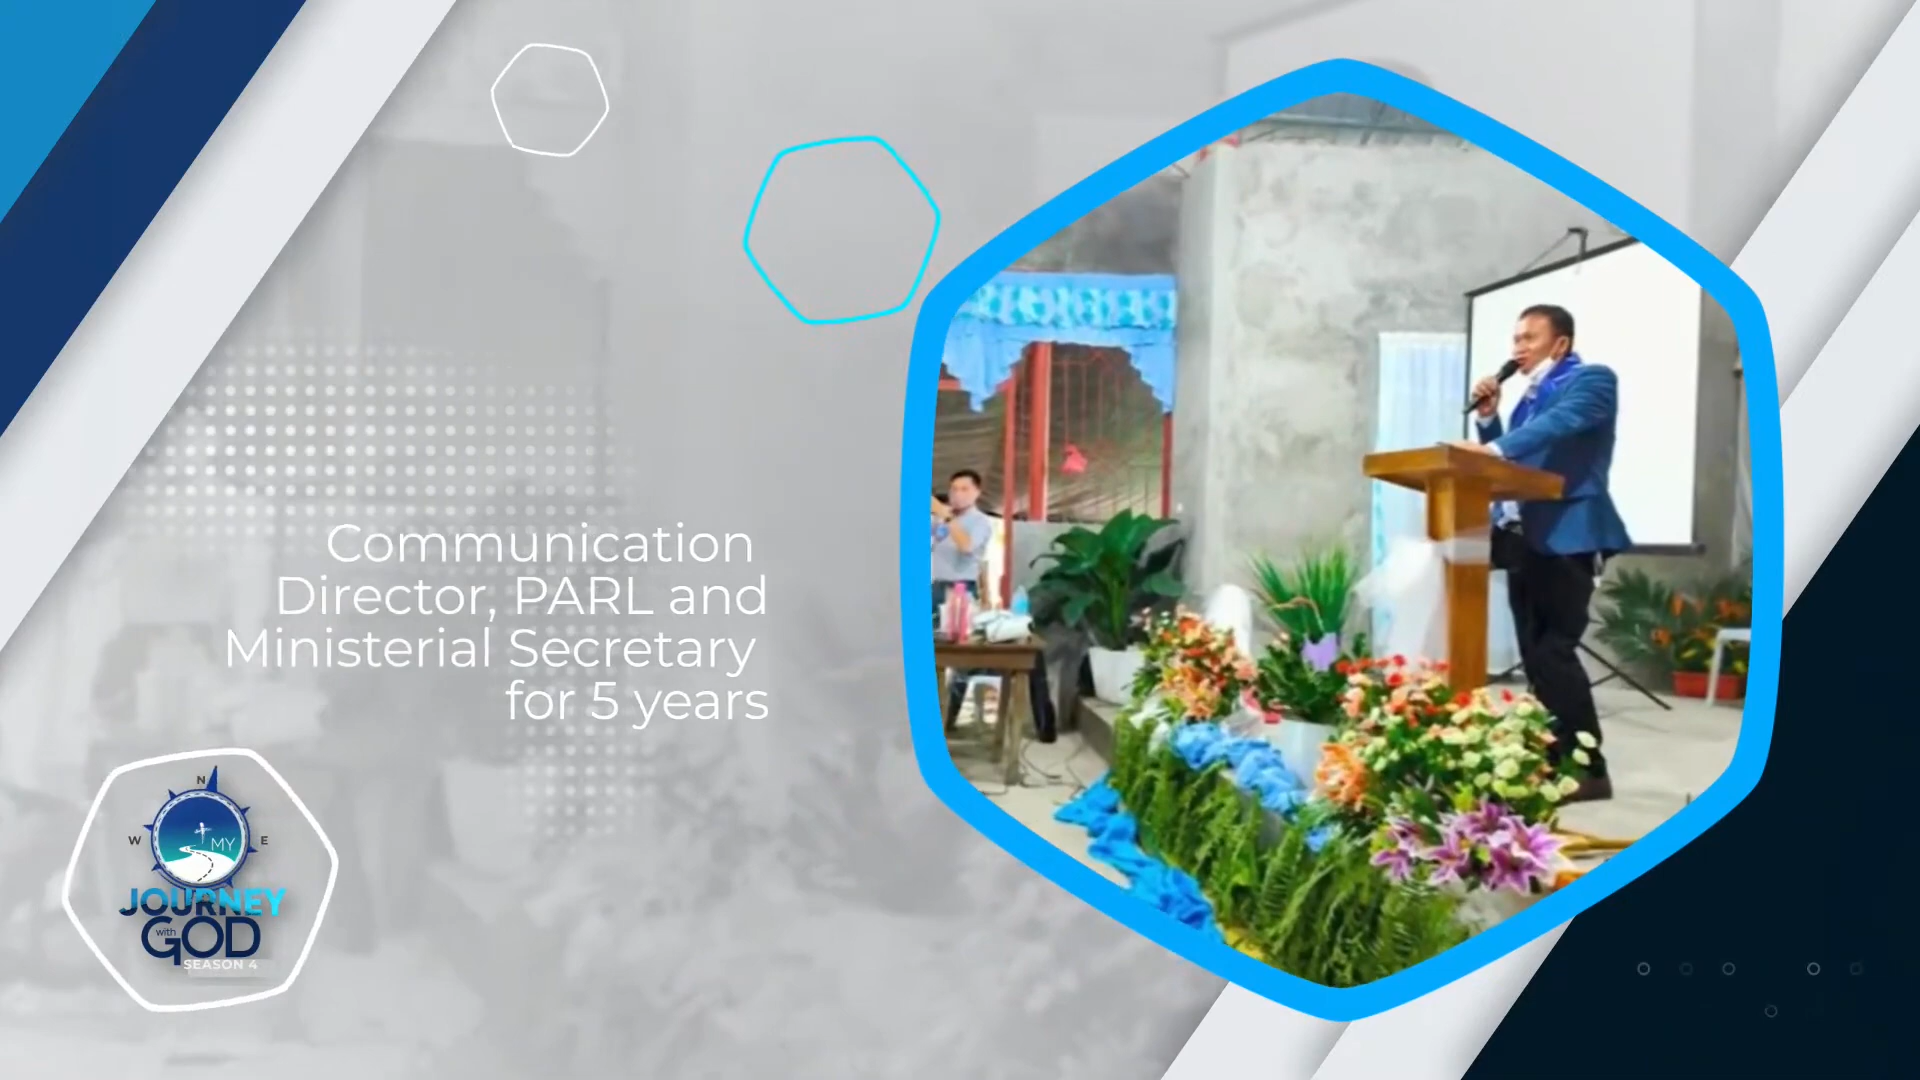 Communication
Director, PARL and
Ministerial Secretary
for 5 years
N
W
E
MY
JOURNEY
with
GOD
SEASON 4